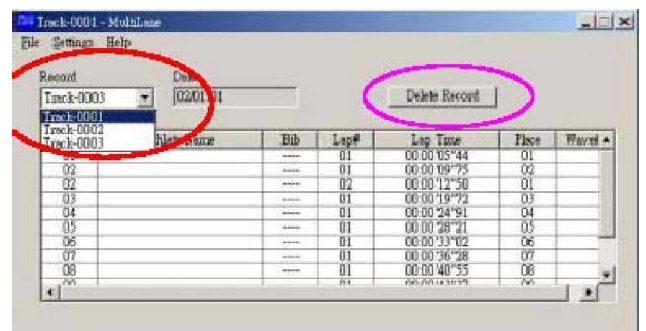 Track-0001 - MultiLane
File Settings Help
Record
Track-0003
02/01/01
Delete Record
Track-0001
Track-0002
Track-0003
Name Bib Lap# Lap Time Place
01 ---- 01 00:00'05"44 01
02 ---- 01 00:00'09"75 02
02 ---- 02 00:00'12"50 01
03 ---- 01 00:00'19"72 03
04 ---- 01 00:00'24"91 04
05 ---- 01 00:00'28"21 05
06 ---- 01 00:00'33"02 06
07 ---- 01 00:00'36"28 07
08 ---- 01 00:00'40"55 08